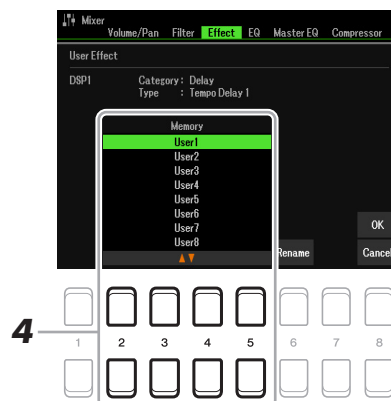 Mixer
Volume/Pan Filter Effect EQ Master EQ Compressor
User Effect
DSP1 Category : Delay
Type : Tempo Delay 1
Memory
User1
User2
User3
User4
User5
User6
User7
User8
OK
Rename Cancel
4
1 2 3 4 5 6 7 8